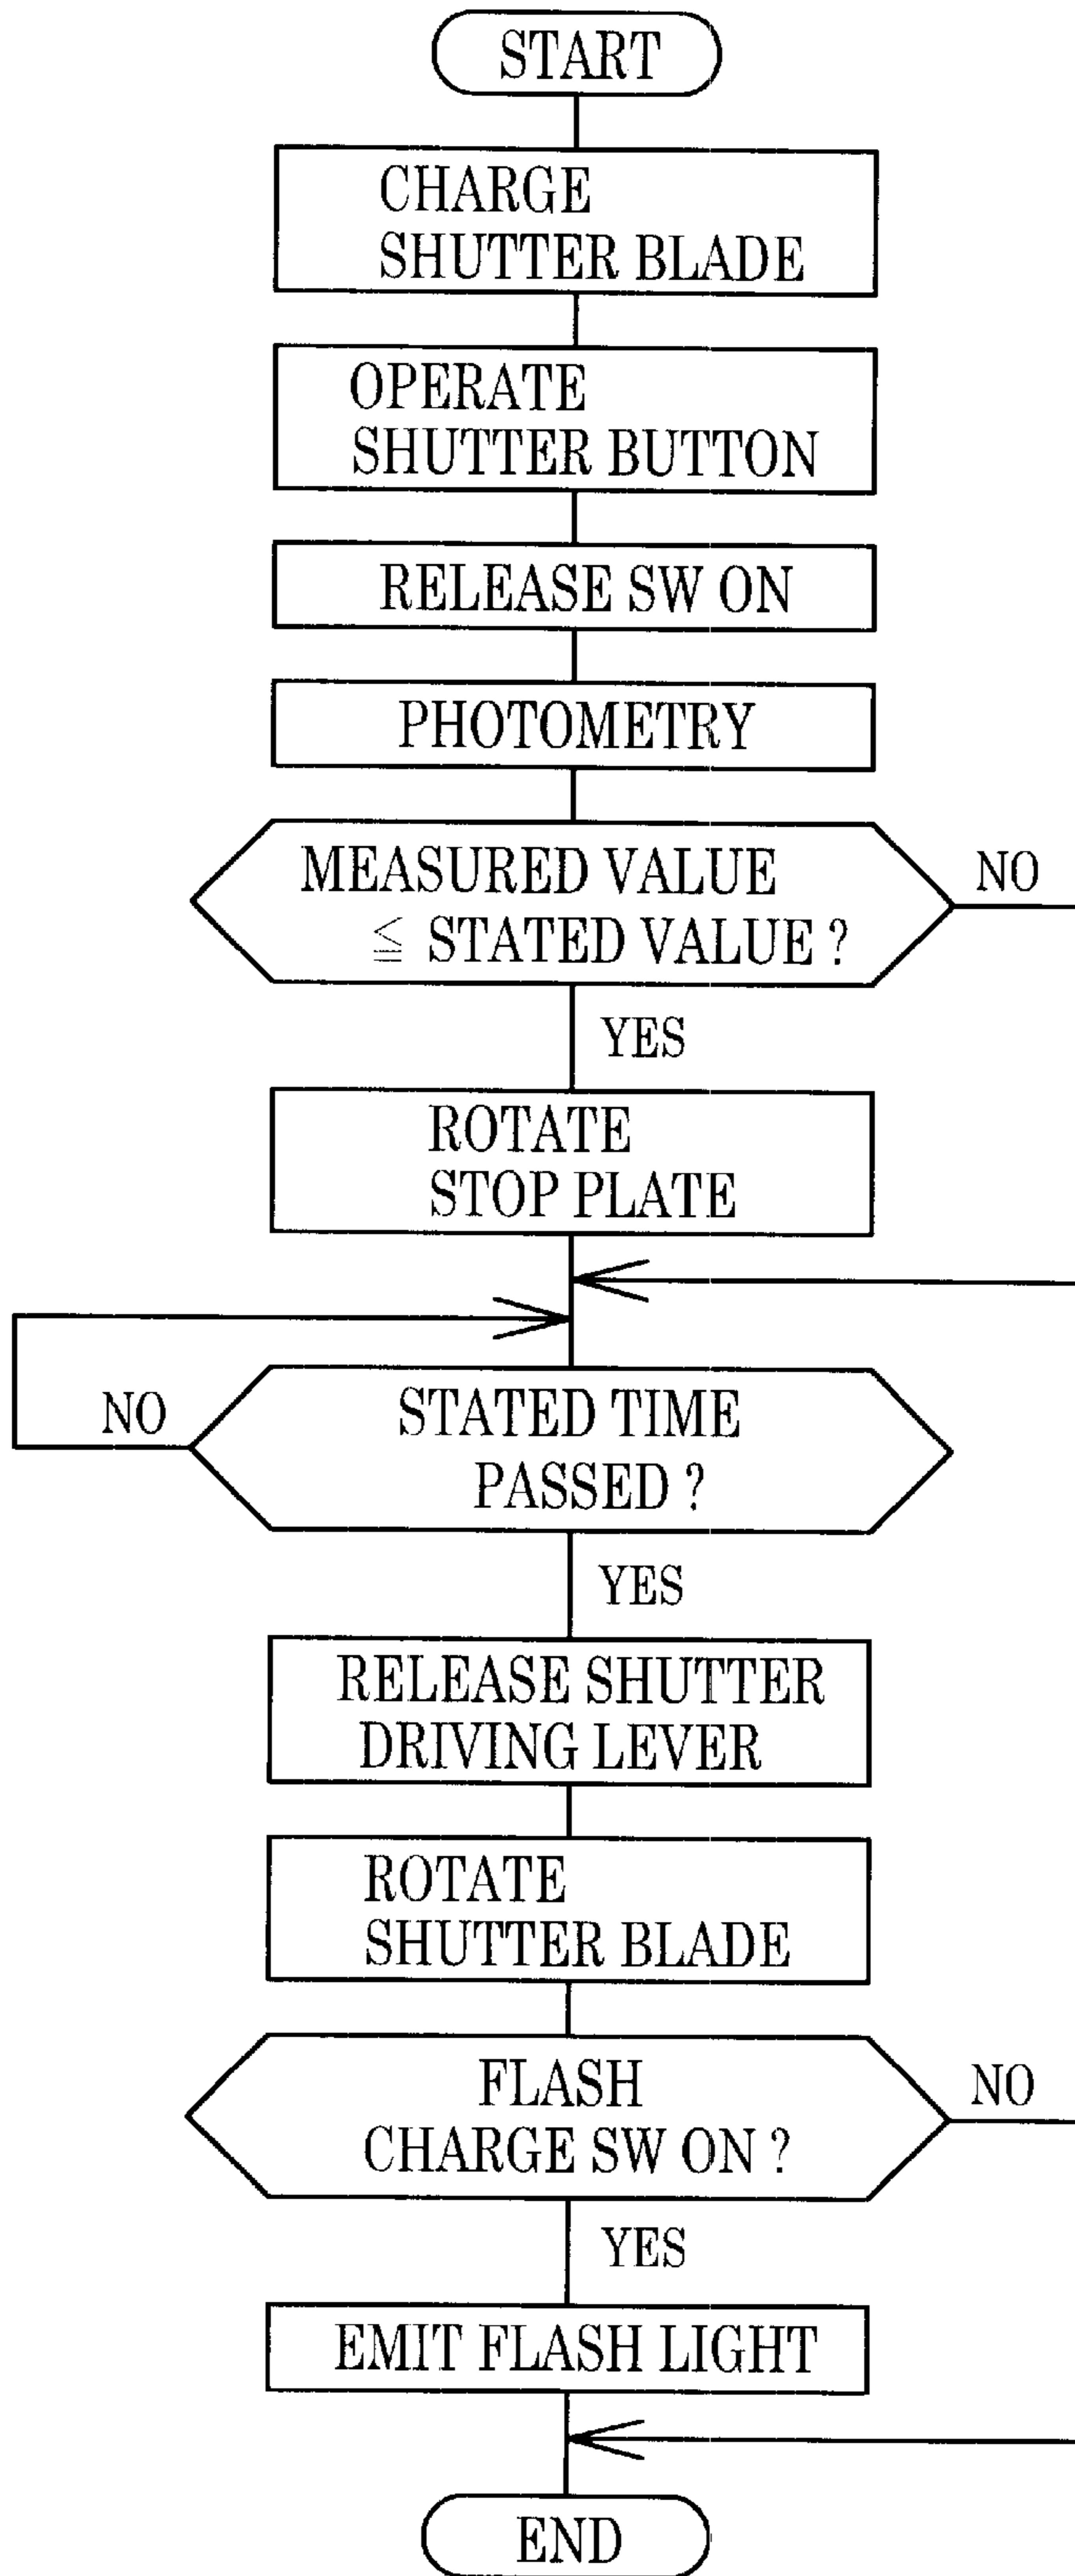 START
CHARGE
SHUTTER BLADE
OPERATE
SHUTTER BUTTON
RELEASE SW ON
PHOTOMETRY
MEASURED VALUE
≦ STATED VALUE ?
NO
YES
ROTATE
STOP PLATE
NO
STATED TIME
PASSED ?
YES
RELEASE SHUTTER
DRIVING LEVER
ROTATE
SHUTTER BLADE
FLASH
CHARGE SW ON ?
NO
YES
EMIT FLASH LIGHT
END